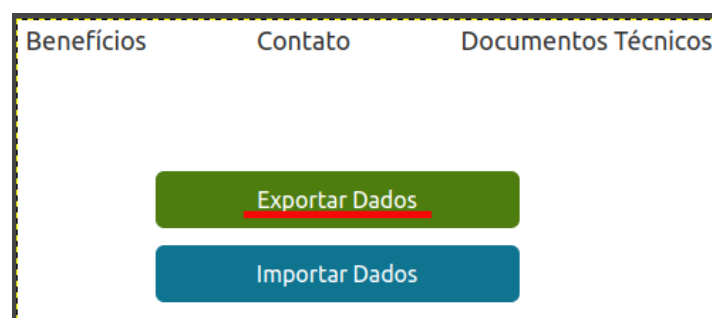 Benefícios Contato Documentos Técnicos
Exportar Dados
Importar Dados